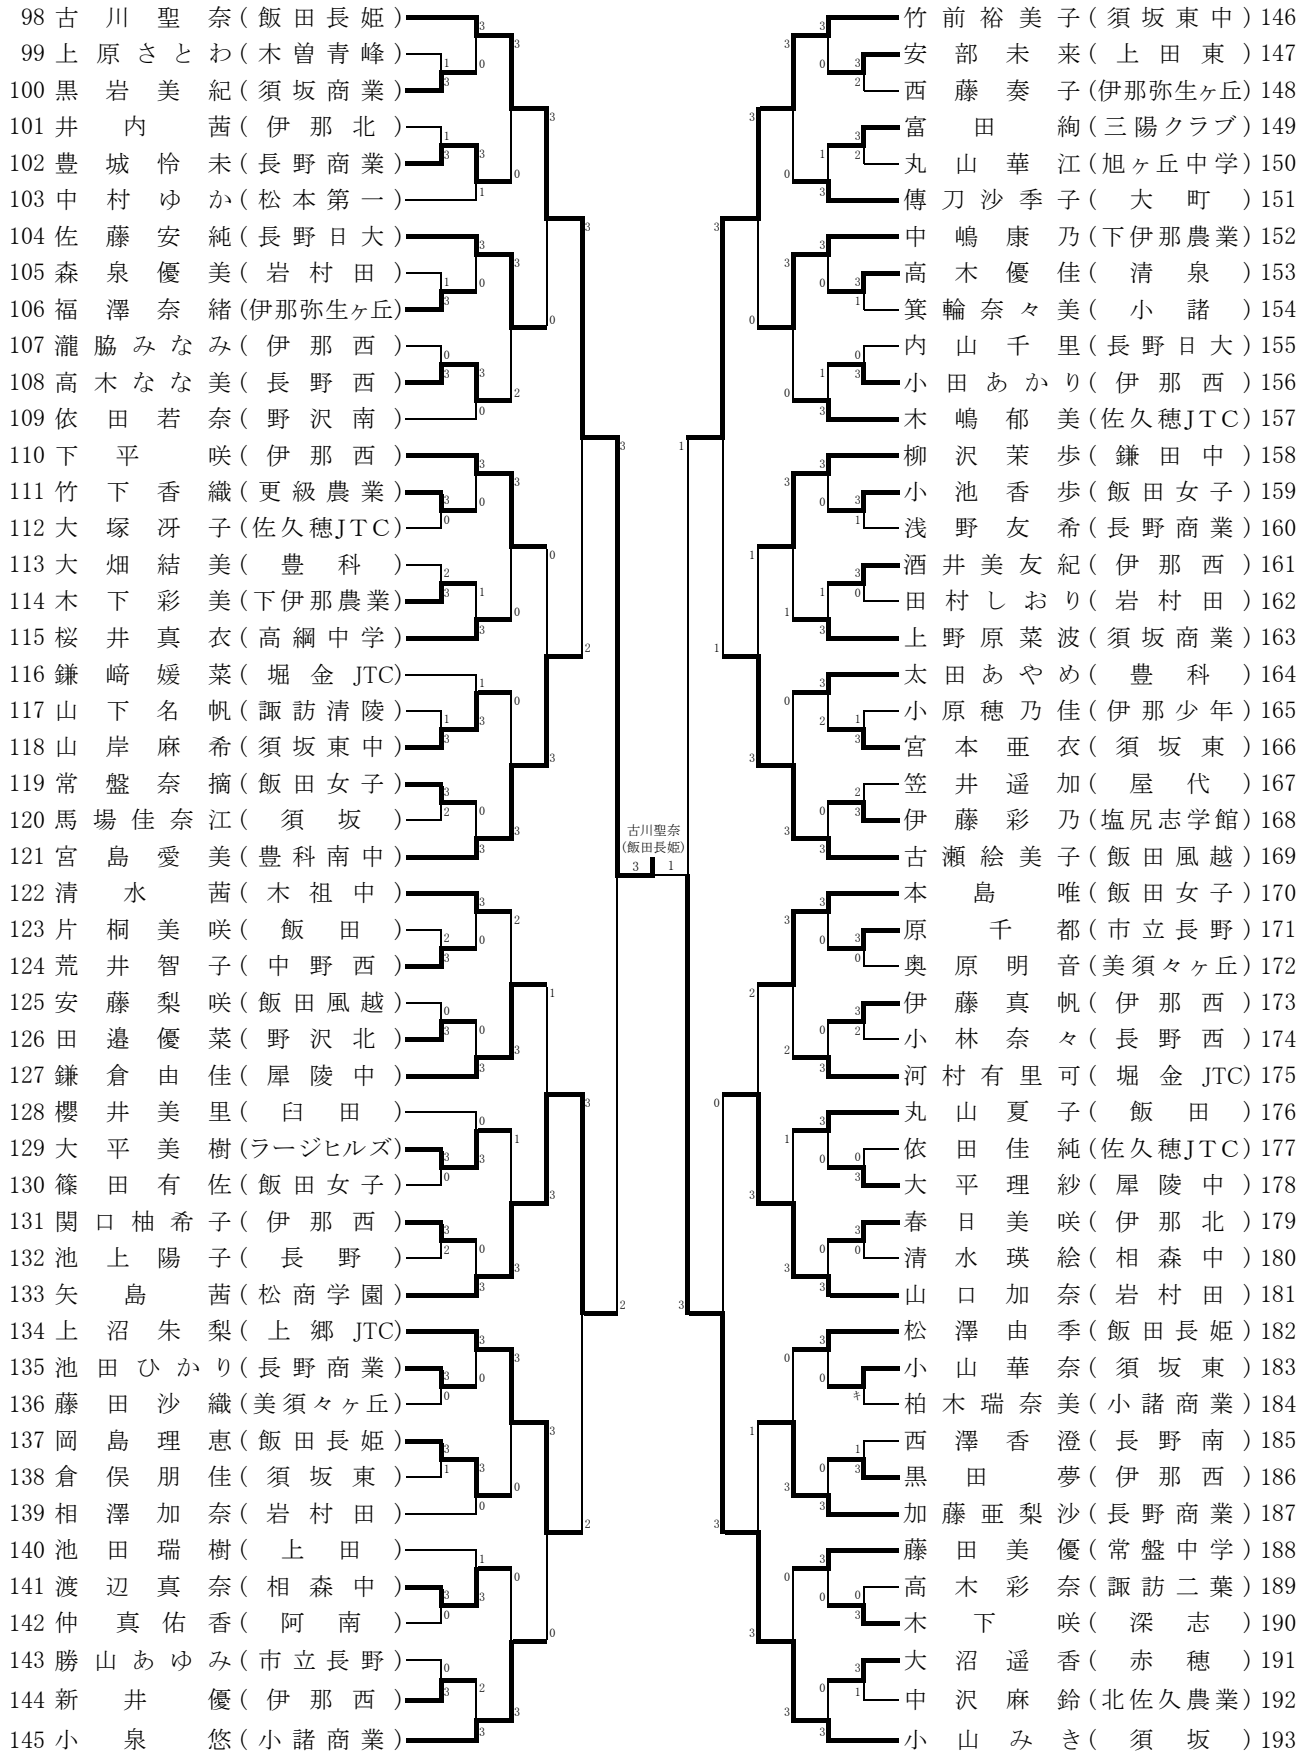 98 古川聖奈(飯田長姫)
99 上原さとわ(木曽青峰)
100 黒岩美紀(須坂商業)
101 井内茜(伊那北)
102 豊城怜未(長野商業)
103 中村ゆか(松本第一)
104 佐藤安純(長野日大)
105 森泉優美(岩村田)
106 福澤奈緒(伊那弥生ヶ丘)
107 瀧脇みなみ(伊那西)
108 高木なな美(長野西)
109 依田若奈(野沢南)
110 下平咲(伊那西)
111 竹下香織(更級農業)
112 大塚冴子(佐久穂JTC)
113 大畑結美(豊科)
114 木下彩美(下伊那農業)
115 桜井真衣(高綱中学)
116 鎌﨑媛菜(堀金JTC)
117 山下名帆(諏訪清陵)
118 山岸麻希(須坂東中)
119 常盤奈摘(飯田女子)
120 馬場佳奈江(須坂)
121 宮島愛美(豊科南中)
122 清水茜(木祖中)
123 片桐美咲(飯田)
124 荒井智子(中野西)
125 安藤梨咲(飯田風越)
126 田邉優菜(野沢北)
127 鎌倉由佳(犀陵中)
128 櫻井美里(臼田)
129 大平美樹(ラージヒルズ)
130 篠田有佐(飯田女子)
131 関口柚希子(伊那西)
132 池上陽子(長野)
133 矢島茜(松商学園)
134 上沼朱梨(上郷JTC)
135 池田ひかり(長野商業)
136 藤田沙織(美須々ヶ丘)
137 岡島理恵(飯田長姫)
138 倉俣朋佳(須坂東)
139 相澤加奈(岩村田)
140 池田瑞樹(上田)
141 渡辺真奈(相森中)
142 仲真佑香(阿南)
143 勝山あゆみ(市立長野)
144 新井優(伊那西)
145 小泉悠(小諸商業)
古川聖奈
(飯田長姫)
3 1
竹前裕美子(須坂東中) 146
安部未来(上田東) 147
西藤奏子(伊那弥生ヶ丘) 148
富田絢(三陽クラブ) 149
丸山華江(旭ヶ丘中学) 150
傳刀沙季子(大町) 151
中嶋康乃(下伊那農業) 152
高木優佳(清泉) 153
箕輪奈々美(小諸) 154
内山千里(長野日大) 155
小田あかり(伊那西) 156
木嶋郁美(佐久穂JTC) 157
柳沢茉歩(鎌田中) 158
小池香歩(飯田女子) 159
浅野友希(長野商業) 160
酒井美友紀(伊那西) 161
田村しおり(岩村田) 162
上野原菜波(須坂商業) 163
太田あやめ(豊科) 164
小原穂乃佳(伊那少年) 165
宮本亜衣(須坂東) 166
笠井遥加(屋代) 167
伊藤彩乃(塩尻志学館) 168
古瀬絵美子(飯田風越) 169
本島唯(飯田女子) 170
原千都(市立長野) 171
奥原明音(美須々ヶ丘) 172
伊藤真帆(伊那西) 173
小林奈々(長野西) 174
河村有里可(堀金JTC) 175
丸山夏子(飯田) 176
依田佳純(佐久穂JTC) 177
大平理紗(犀陵中) 178
春日美咲(伊那北) 179
清水瑛絵(相森中) 180
山口加奈(岩村田) 181
松澤由季(飯田長姫) 182
小山華奈(須坂東) 183
柏木瑞奈美(小諸商業) 184
西澤香澄(長野南) 185
黒田夢(伊那西) 186
加藤亜梨沙(長野商業) 187
藤田美優(常盤中学) 188
高木彩奈(諏訪二葉) 189
木下咲(深志) 190
大沼遥香(赤穂) 191
中沢麻鈴(北佐久農業) 192
小山みき(須坂) 193